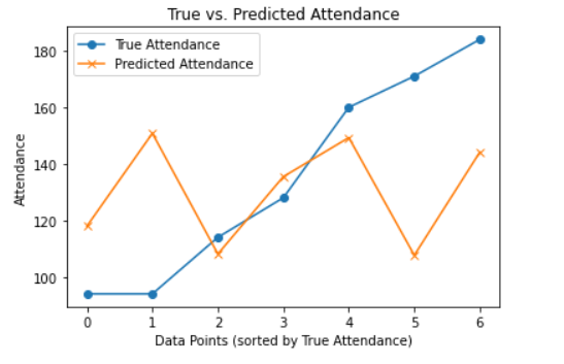 True vs. Predicted Attendance
True Attendance
Predicted Attendance
Attendance
180
160
140
120
100
0 1 2 3 4 5 6
Data Points (sorted by True Attendance)